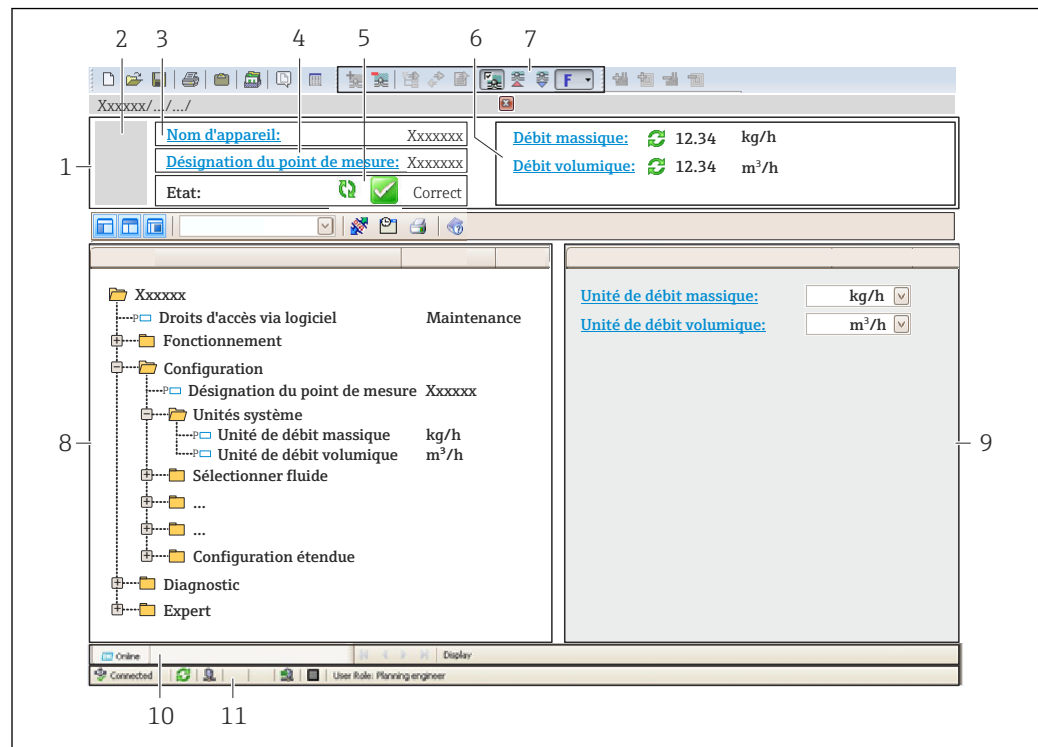 2 3 4 5 6 7
F
Xxxxxx/.../.../
Nom d'appareil: Xxxxxxx
Désignation du point de mesure: Xxxxxxx
Etat: Correct
Débit massique: 12.34 kg/h
Débit volumique: 12.34 m³/h
1
Xxxxxx
P Droits d'accès via logiciel Maintenance
Fonctionnement
Configuration
P Désignation du point de mesure Xxxxxx
Unités système
P Unité de débit massique kg/h
P Unité de débit volumique m³/h
Sélectionner fluide
...
...
Configuration étendue
Diagnostic
Expert
8
Unité de débit massique: kg/h
Unité de débit volumique: m³/h
9
Online Display
Connected User Role: Planning engineer
10 11